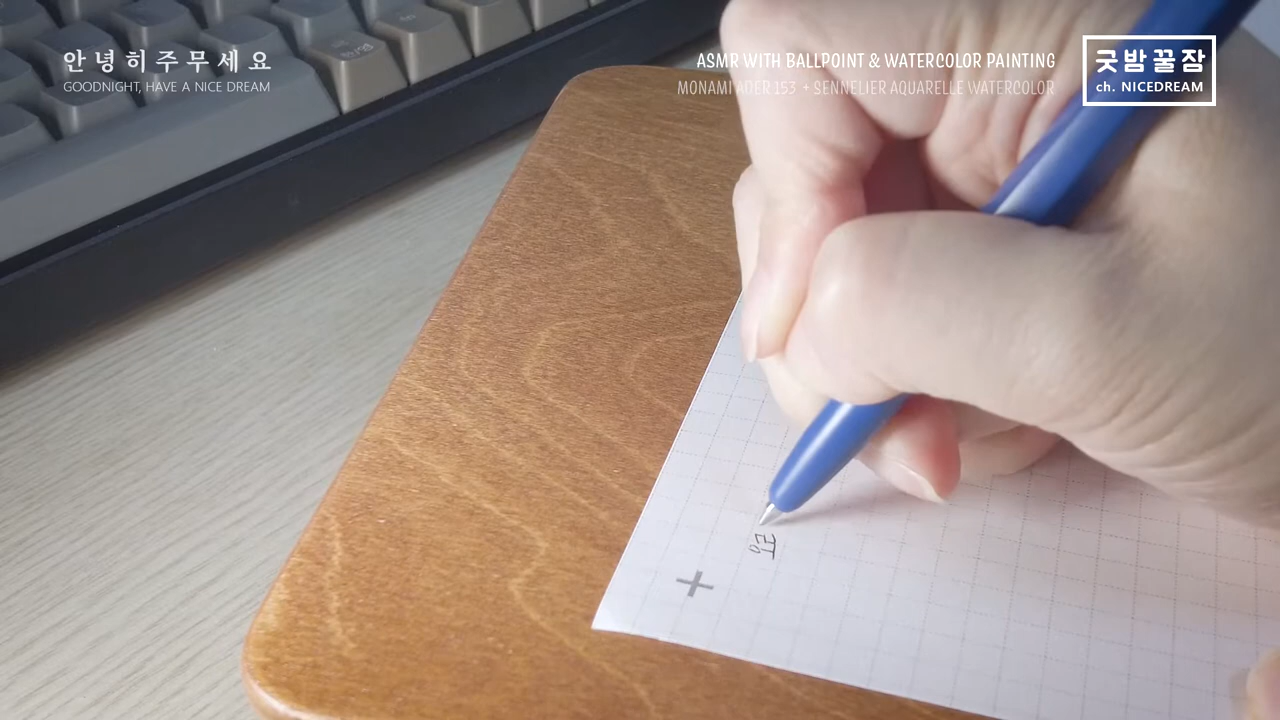 안녕히주무세요
GOODNIGHT, HAVE A NICE DREAM
ASMR WITH BALLPOINT & WATERCOLOR PAINTING
MONAMI ADER 153 + SENNELIER AQUARELLE WATERCOLOR
굿밤꿀잠
ch. NICEDREAM